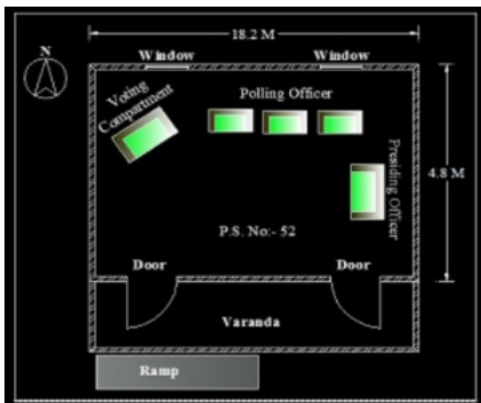 18.2 M
N
Window
Window
Voting
Compartment
Polling Officer
Presiding Officer
4.8 M
P.S. No:- 52
Door
Door
Varanda
Ramp